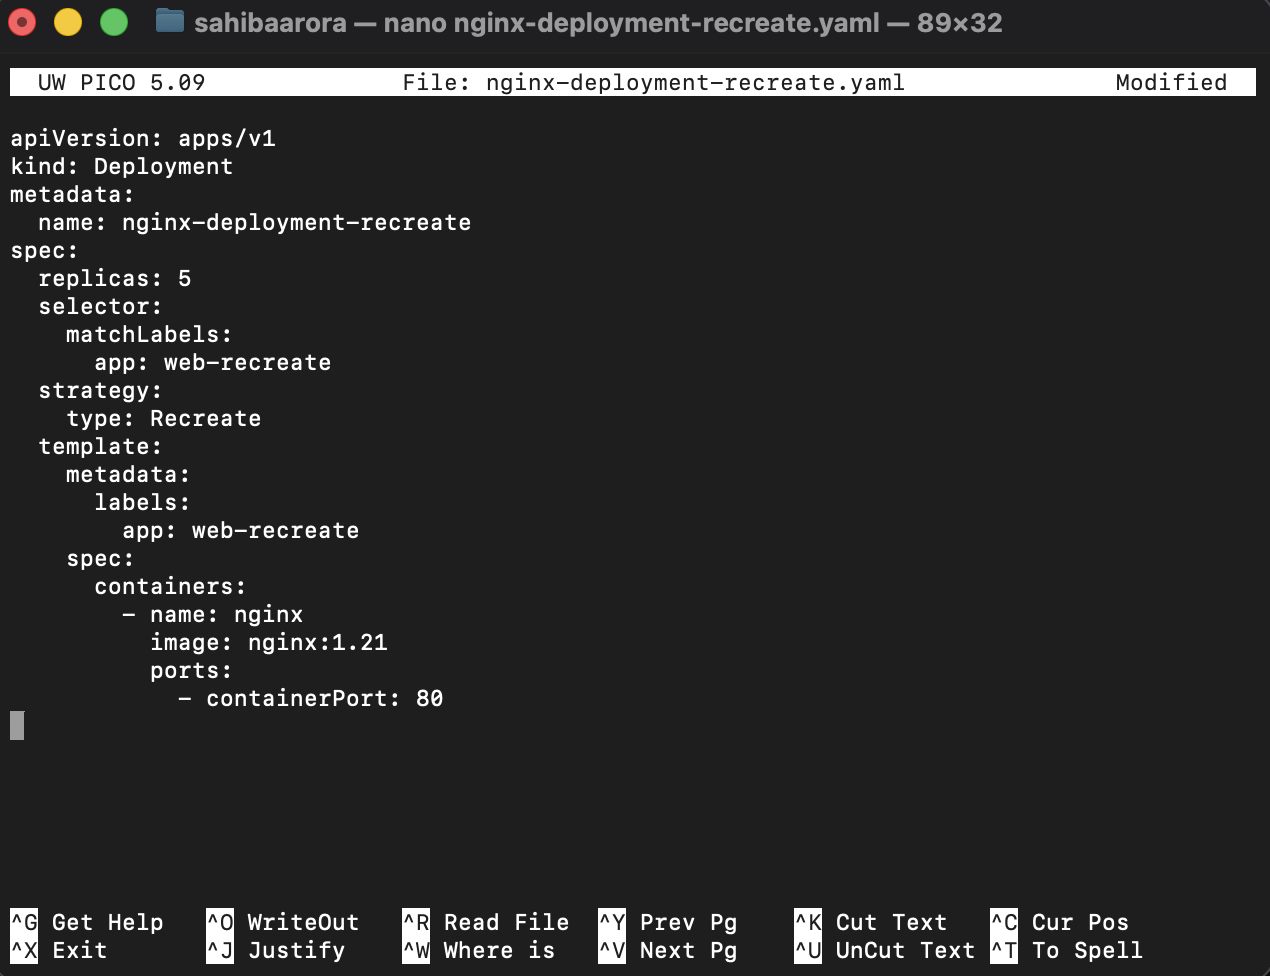 sahibaarora — nano nginx-deployment-recreate.yaml — 89×32
UW PICO 5.09 File: nginx-deployment-recreate.yaml Modified
apiVersion: apps/v1
kind: Deployment
metadata:
  name: nginx-deployment-recreate
spec:
  replicas: 5
  selector:
    matchLabels:
      app: web-recreate
  strategy:
    type: Recreate
  template:
    metadata:
      labels:
        app: web-recreate
    spec:
      containers:
        - name: nginx
          image: nginx:1.21
          ports:
            - containerPort: 80
^G Get Help ^O WriteOut ^R Read File ^Y Prev Pg ^K Cut Text ^C Cur Pos
^X Exit ^J Justify ^W Where is ^V Next Pg ^U UnCut Text ^T To Spell